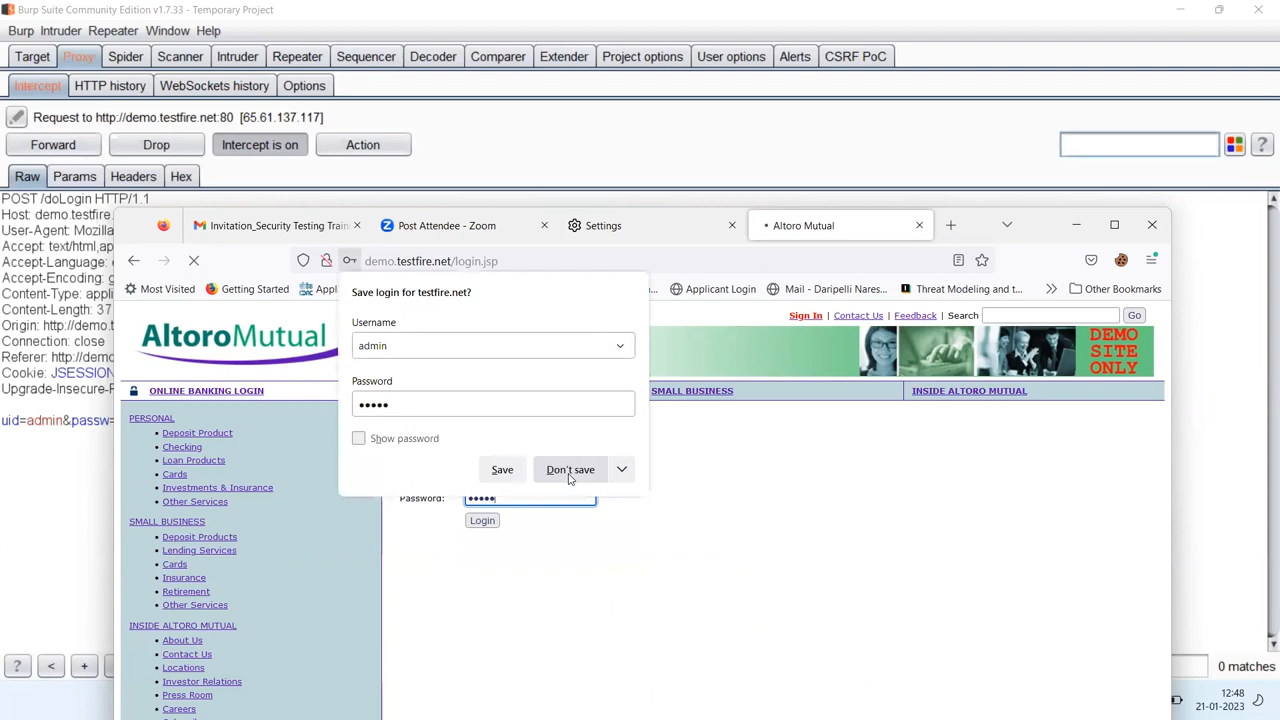 Burp Suite Community Edition v1.7.33 - Temporary Project
Burp Intruder Repeater Window Help
Target Proxy Spider Scanner Intruder Repeater Sequencer Decoder Comparer Extender Project options User options Alerts CSRF PoC
Intercept HTTP history WebSockets history Options
Request to http://demo.testfire.net:80 [65.61.137.117]
Forward Drop Intercept is on Action
Raw Params Headers Hex
POST /doLogin HTTP/1.1
Host: demo.testfire.
User-Agent: Mozilla
Accept: text/html,ap
Accept-Language:
Accept-Encoding: g
Content-Type: appli
Content-Length: 37
Origin: http://demo.t
Connection: close
Referer: http://dem
Cookie: JSESSION
Upgrade-Insecure-R
uid=admin&passw=
Invitation_Security Testing Train
Post Attendee - Zoom
Settings
Altoro Mutual
demo.testfire.net/login.jsp
Most Visited Getting Started Appl Applicant Login Mail - Daripelli Nares... Threat Modeling and t... Other Bookmarks
Save login for testfire.net?
Username
admin
Password
•••••
Show password
Save Don't save
Sign In | Contact Us | Feedback | Search Go
AltoroMutual
DEMO
SITE
ONLY
ONLINE BANKING LOGIN SMALL BUSINESS INSIDE ALTORO MUTUAL
PERSONAL
• Deposit Product
• Checking
• Loan Products
• Cards
• Investments & Insurance
• Other Services
SMALL BUSINESS
• Deposit Products
• Lending Services
• Cards
• Insurance
• Retirement
• Other Services
INSIDE ALTORO MUTUAL
• About Us
• Contact Us
• Locations
• Investor Relations
• Press Room
• Careers
Password: •••••
Login
? < +
0 matches
12:48
21-01-2023